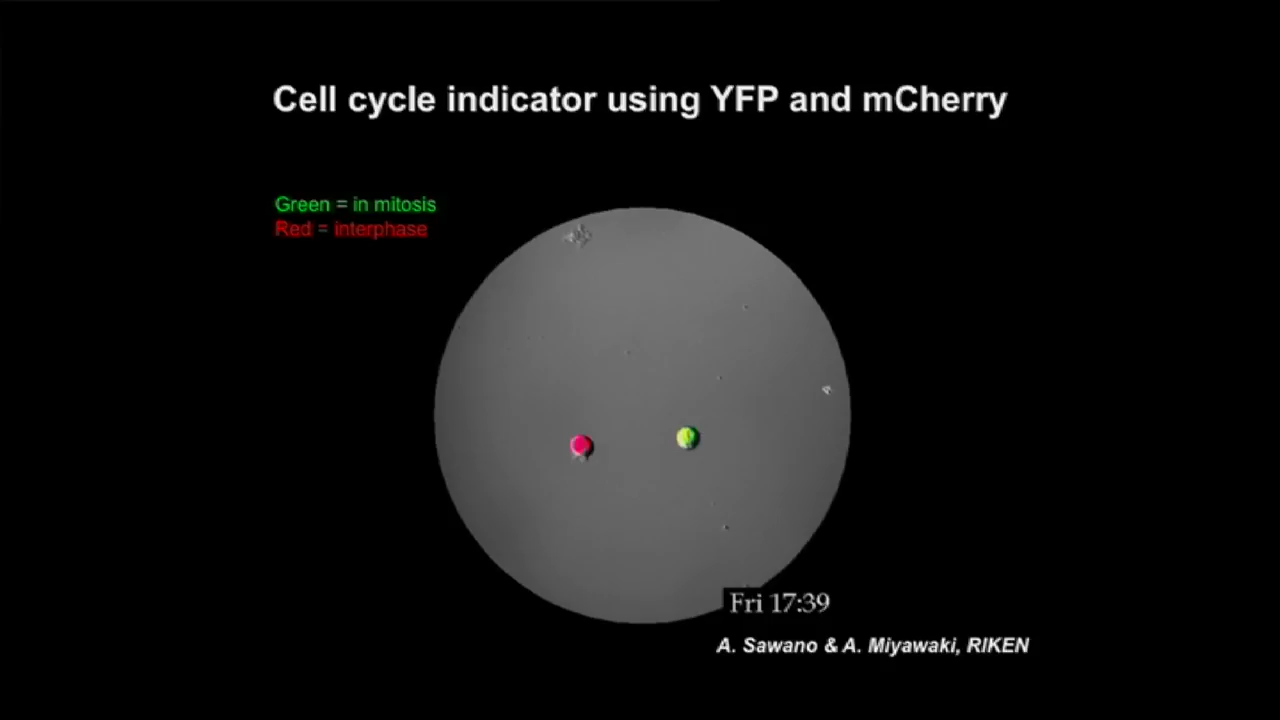 Cell cycle indicator using YFP and mCherry
Green = in mitosis
Red = interphase
Fri 17:39
A. Sawano & A. Miyawaki, RIKEN